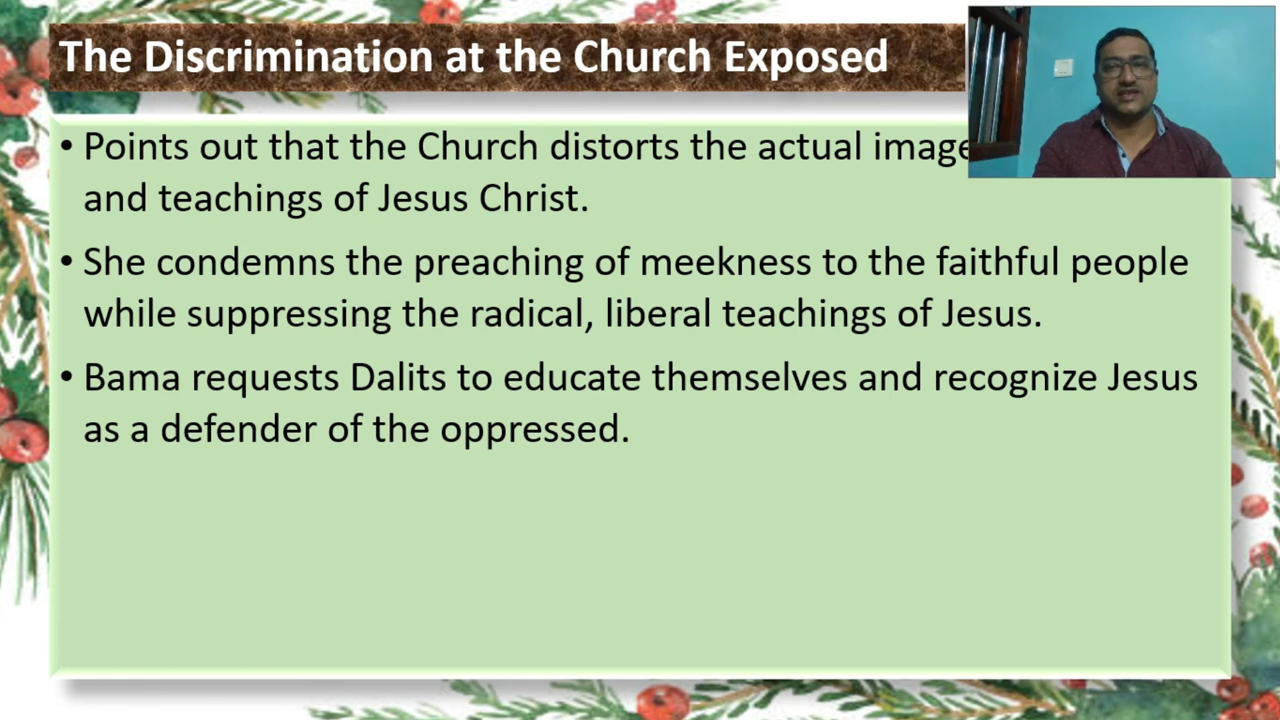 The Discrimination at the Church Exposed
• Points out that the Church distorts the actual image
and teachings of Jesus Christ.
• She condemns the preaching of meekness to the faithful people
while suppressing the radical, liberal teachings of Jesus.
• Bama requests Dalits to educate themselves and recognize Jesus
as a defender of the oppressed.